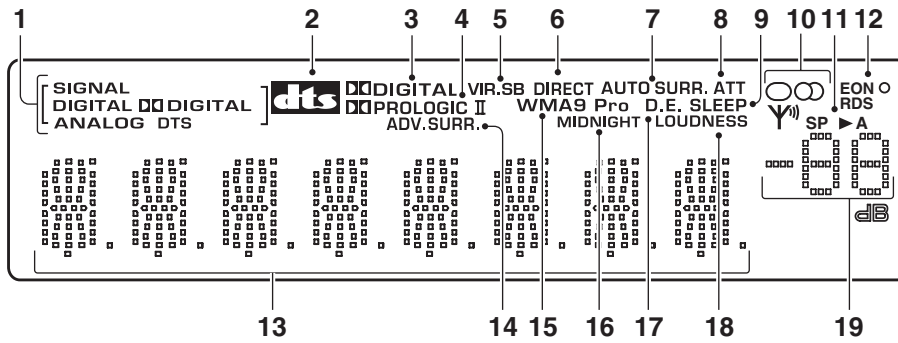 1 2 3 4 5 6 7 8 9 10 11 12
SIGNAL
DIGITAL DIGITAL
ANALOG DTS
dts
DIGITAL VIR.SB DIRECT AUTO SURR. ATT
PROLOGIC II WMA9 Pro D.E. SLEEP
ADV.SURR. MIDNIGHT LOUDNESS
EON
RDS
SP ►A
dB
13 14 15 16 17 18 19